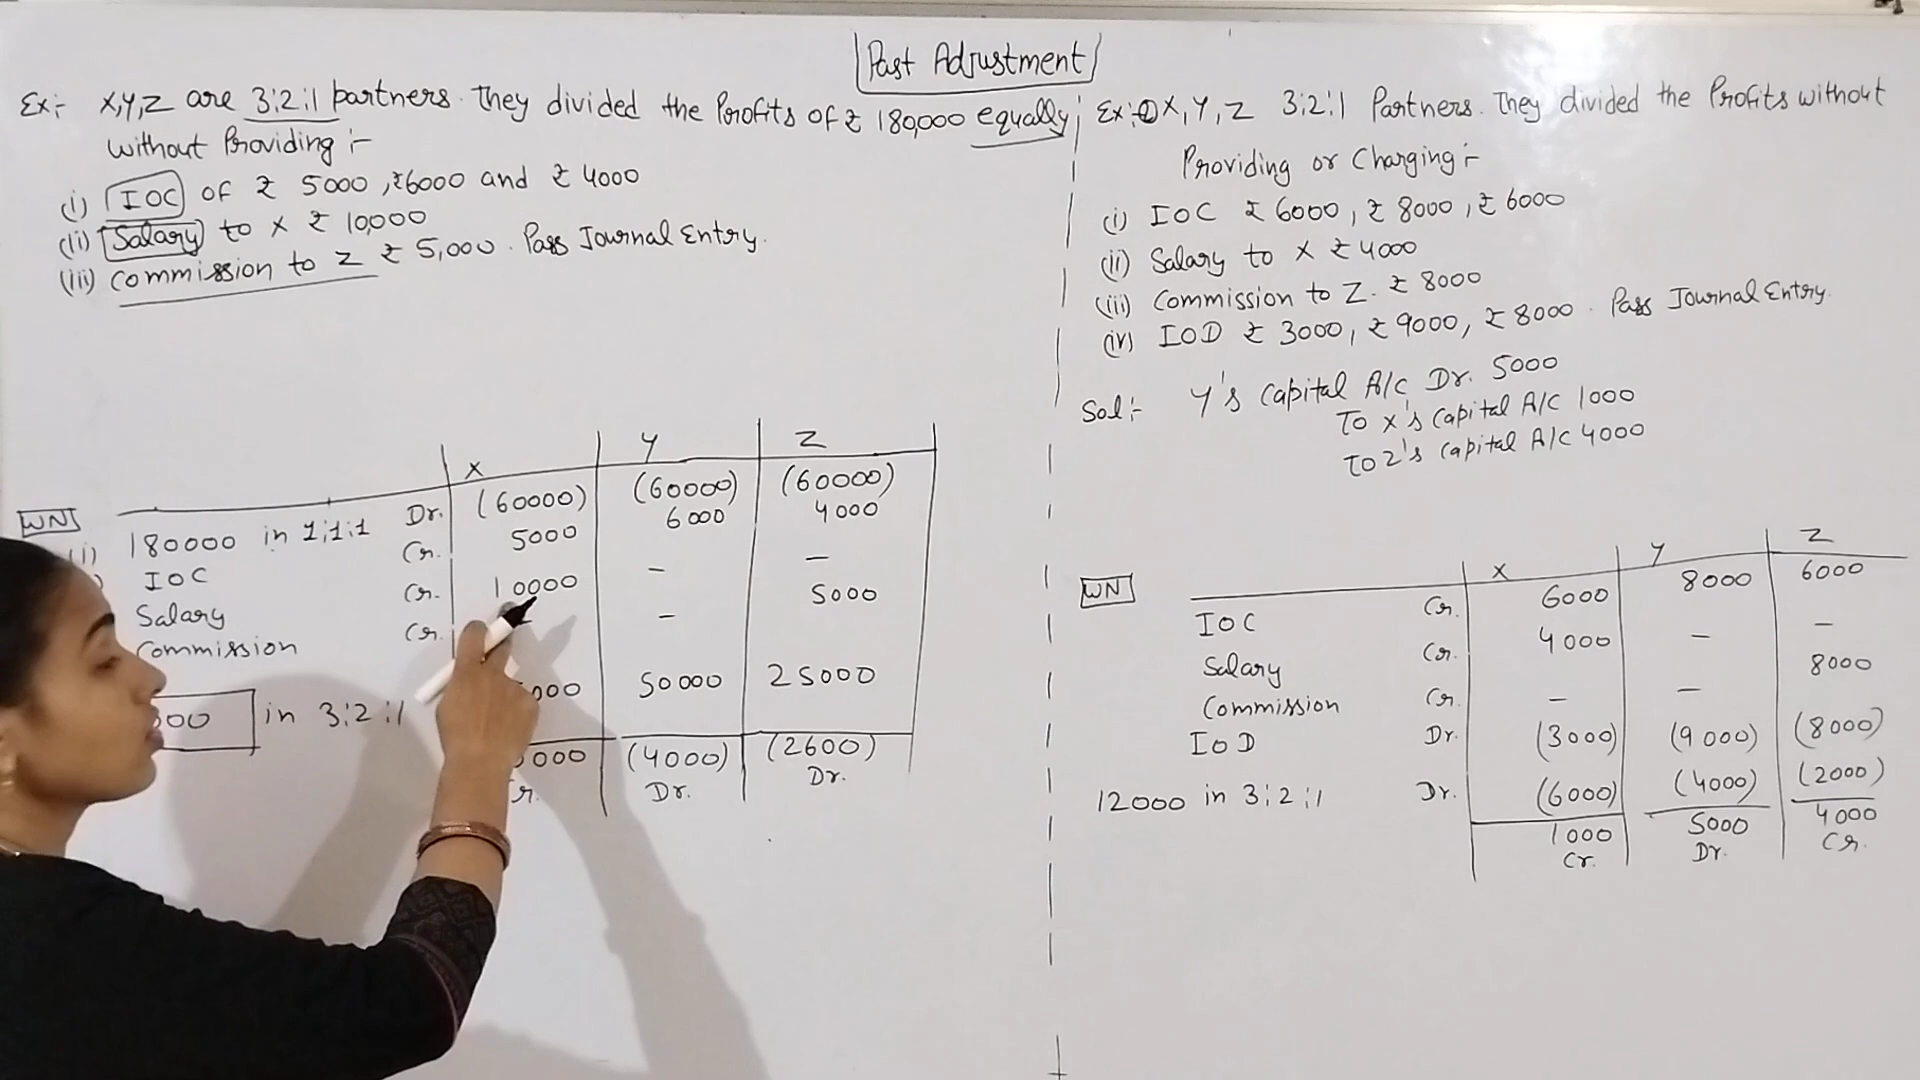 Past Adjustment
Ex:- X,Y,Z are 3:2:1 partners. They divided the Profits of ₹ 180,000 equally
without Providing :-
(i) IOC of ₹ 5000, ₹6000 and ₹ 4000
(ii) Salary to X ₹ 10,000
(iii) Commission to Z ₹ 5,000. Pass Journal Entry.
X Y Z
WN
(i) 180000 in 1:1:1 Dr. (60000) (60000) (60000)
IOC Cr. 5000 6000 4000
Salary Cr. 10000 - -
Commission Cr. - 5000
in 3:2:1 50000 25000
(4000) (2600)
Dr. Dr.
Ex:② X, Y, Z 3:2:1 Partners. They divided the Profits without
Providing or Charging :-
(i) IOC ₹ 6000, ₹ 8000, ₹ 6000
(ii) Salary to X ₹ 4000
(iii) Commission to Z. ₹ 8000
(iv) IOD ₹ 3000, ₹ 9000, ₹ 8000. Pass Journal Entry.
Sol:- Y's Capital A/C Dr. 5000
To X's Capital A/C 1000
To Z's Capital A/C 4000
WN
X Y Z
IOC Cr. 6000 8000 6000
Salary Cr. 4000 - -
Commission Cr. - - 8000
IOD Dr. (3000) (9000) (8000)
12000 in 3:2:1 Dr. (6000) (4000) (2000)
1000 5000 4000
Cr. Dr. Cr.